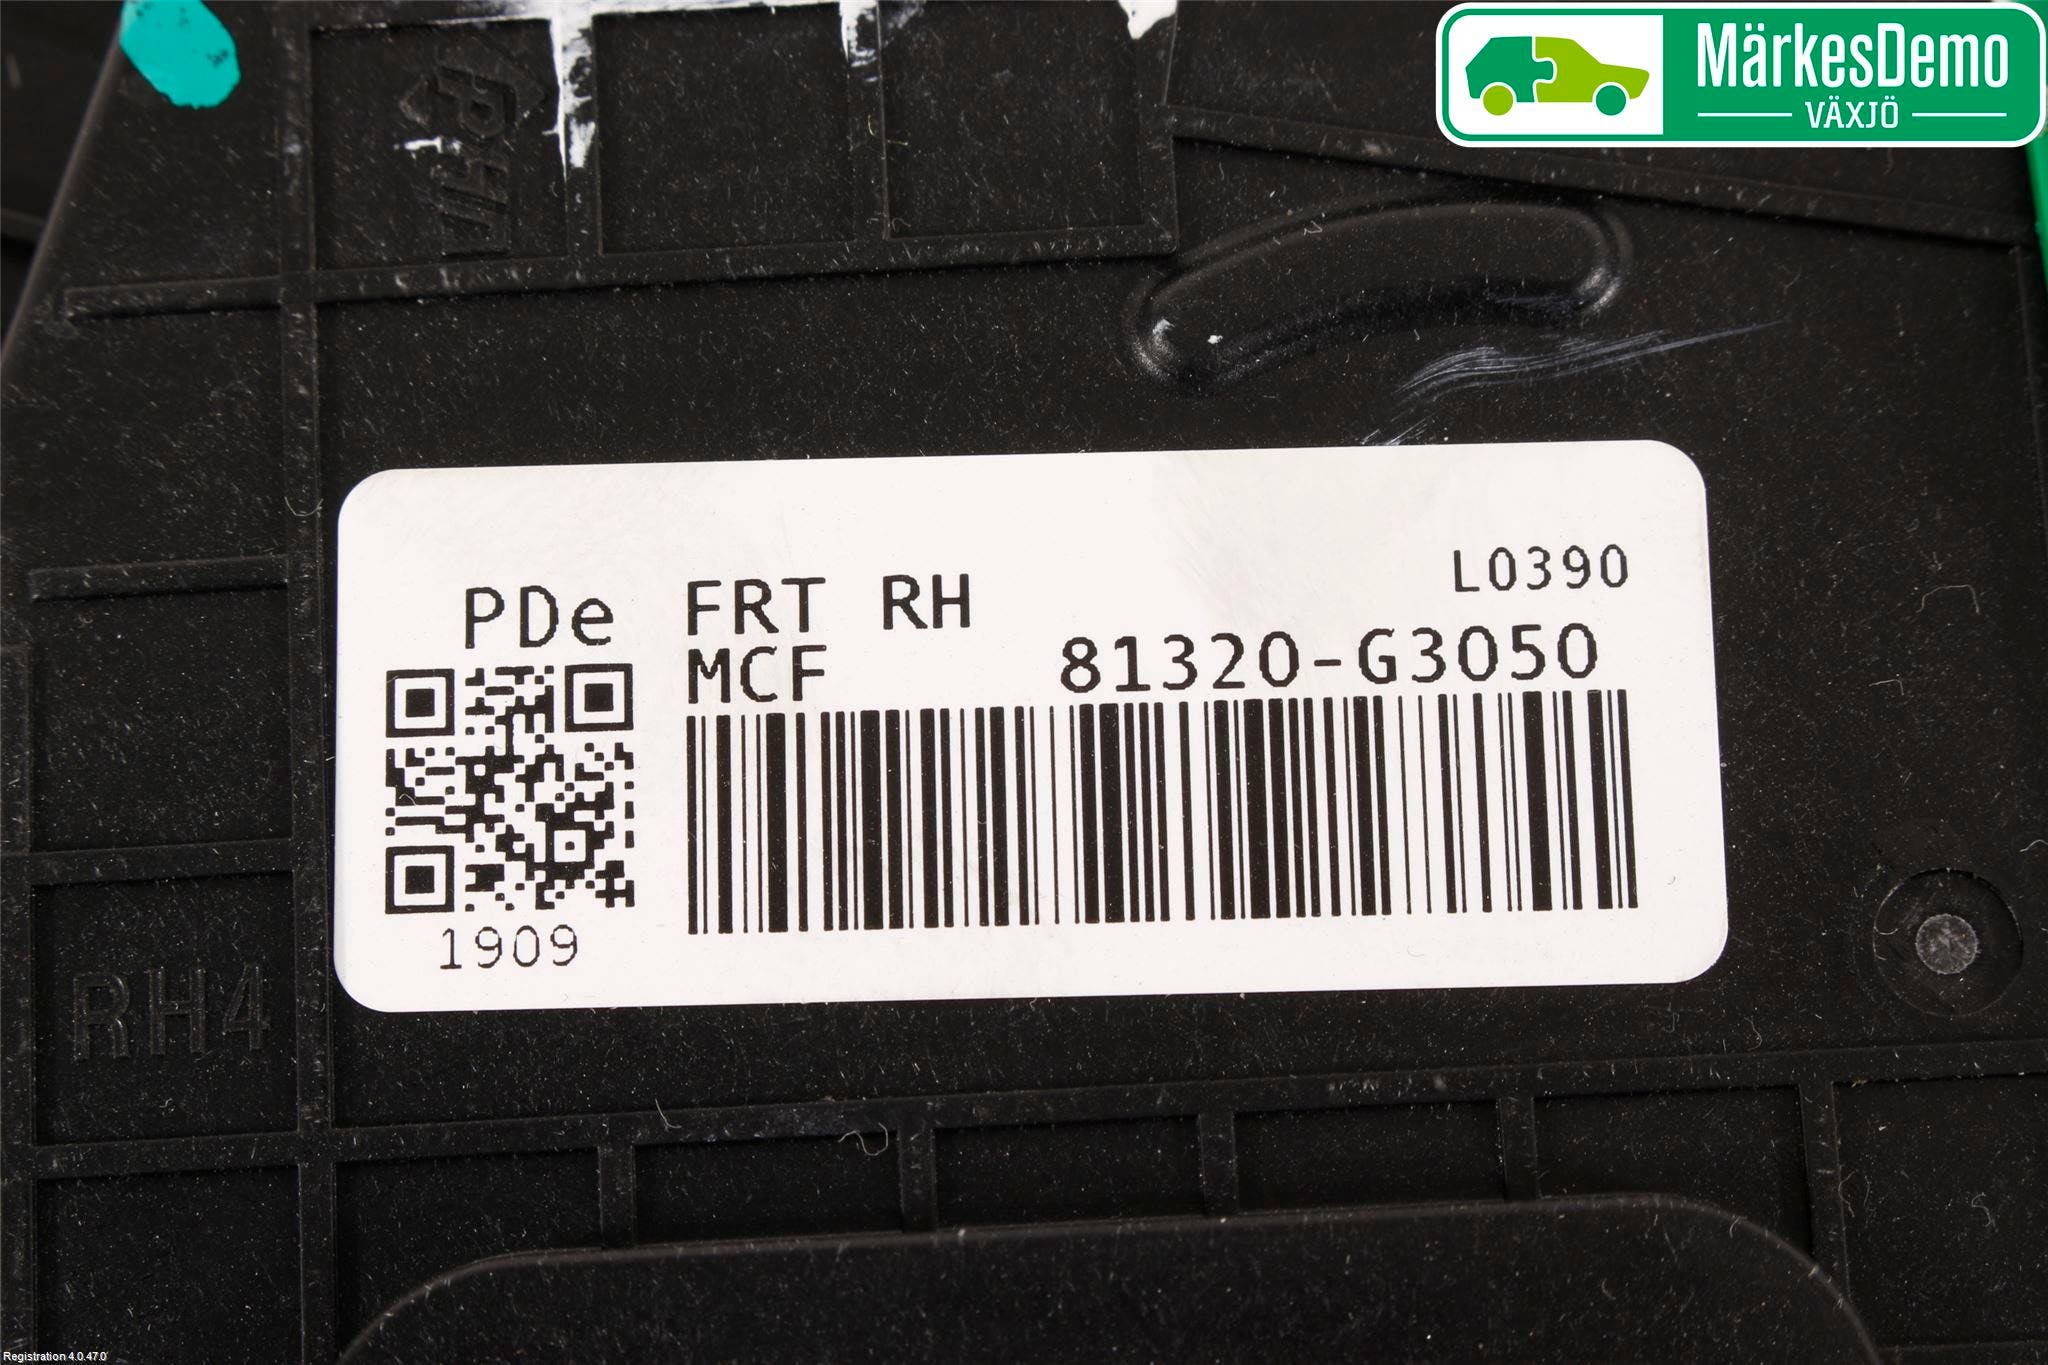 MärkesDemo
VÄXJÖ
L0390
PDe FRT RH
MCF 81320-G3050
1909
RH4
Registration 4.0.47.0